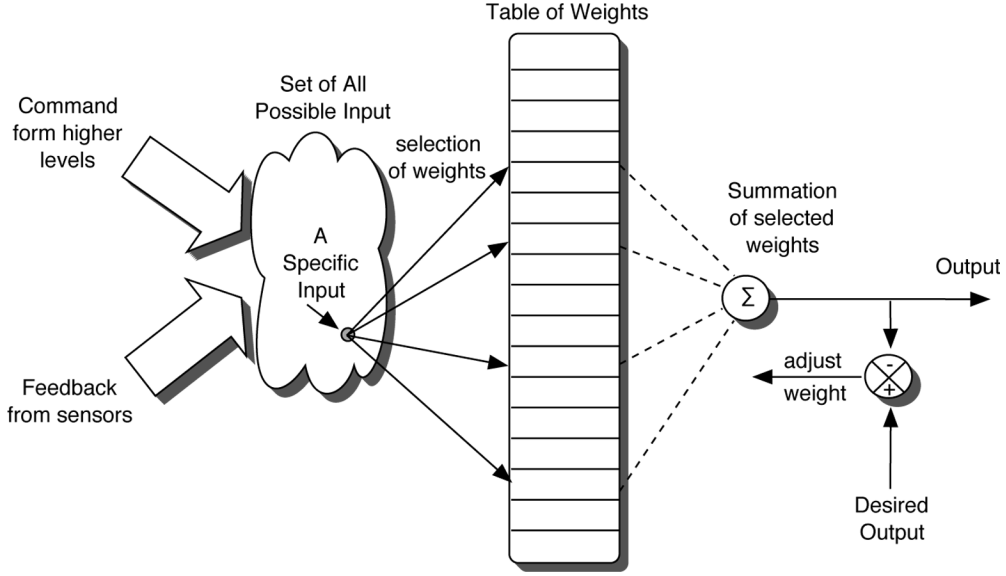 Table of Weights
Set of All
Possible Input
Command
form higher
levels
selection
of weights
A
Specific
Input
Summation
of selected
weights
Σ
Output
Feedback
from sensors
adjust
weight
-
+
Desired
Output